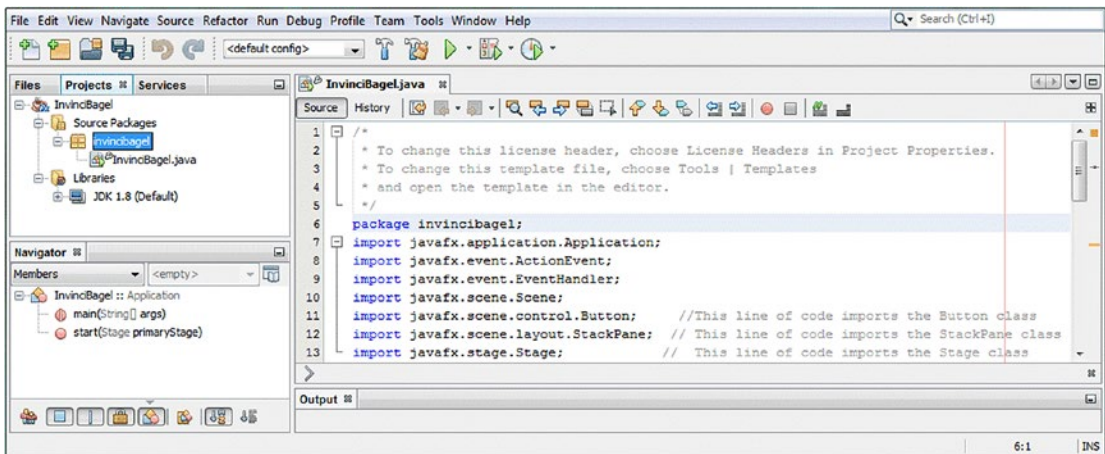 File Edit View Navigate Source Refactor Run Debug Profile Team Tools Window Help
Search (Ctrl+I)
<default config>
Files Projects Services
InvinciBagel
Source Packages
invincibagel
InvinciBagel.java
Libraries
JDK 1.8 (Default)
Navigator
Members <empty>
InvinciBagel :: Application
main(String[] args)
start(Stage primaryStage)
InvinciBagel.java
Source History
1 /*
2 * To change this license header, choose License Headers in Project Properties.
3 * To change this template file, choose Tools | Templates
4 * and open the template in the editor.
5 */
6 package invincibagel;
7 import javafx.application.Application;
8 import javafx.event.ActionEvent;
9 import javafx.event.EventHandler;
10 import javafx.scene.Scene;
11 import javafx.scene.control.Button; //This line of code imports the Button class
12 import javafx.scene.layout.StackPane; // This line of code imports the StackPane class
13 import javafx.stage.Stage; // This line of code imports the Stage class
Output
6:1 INS